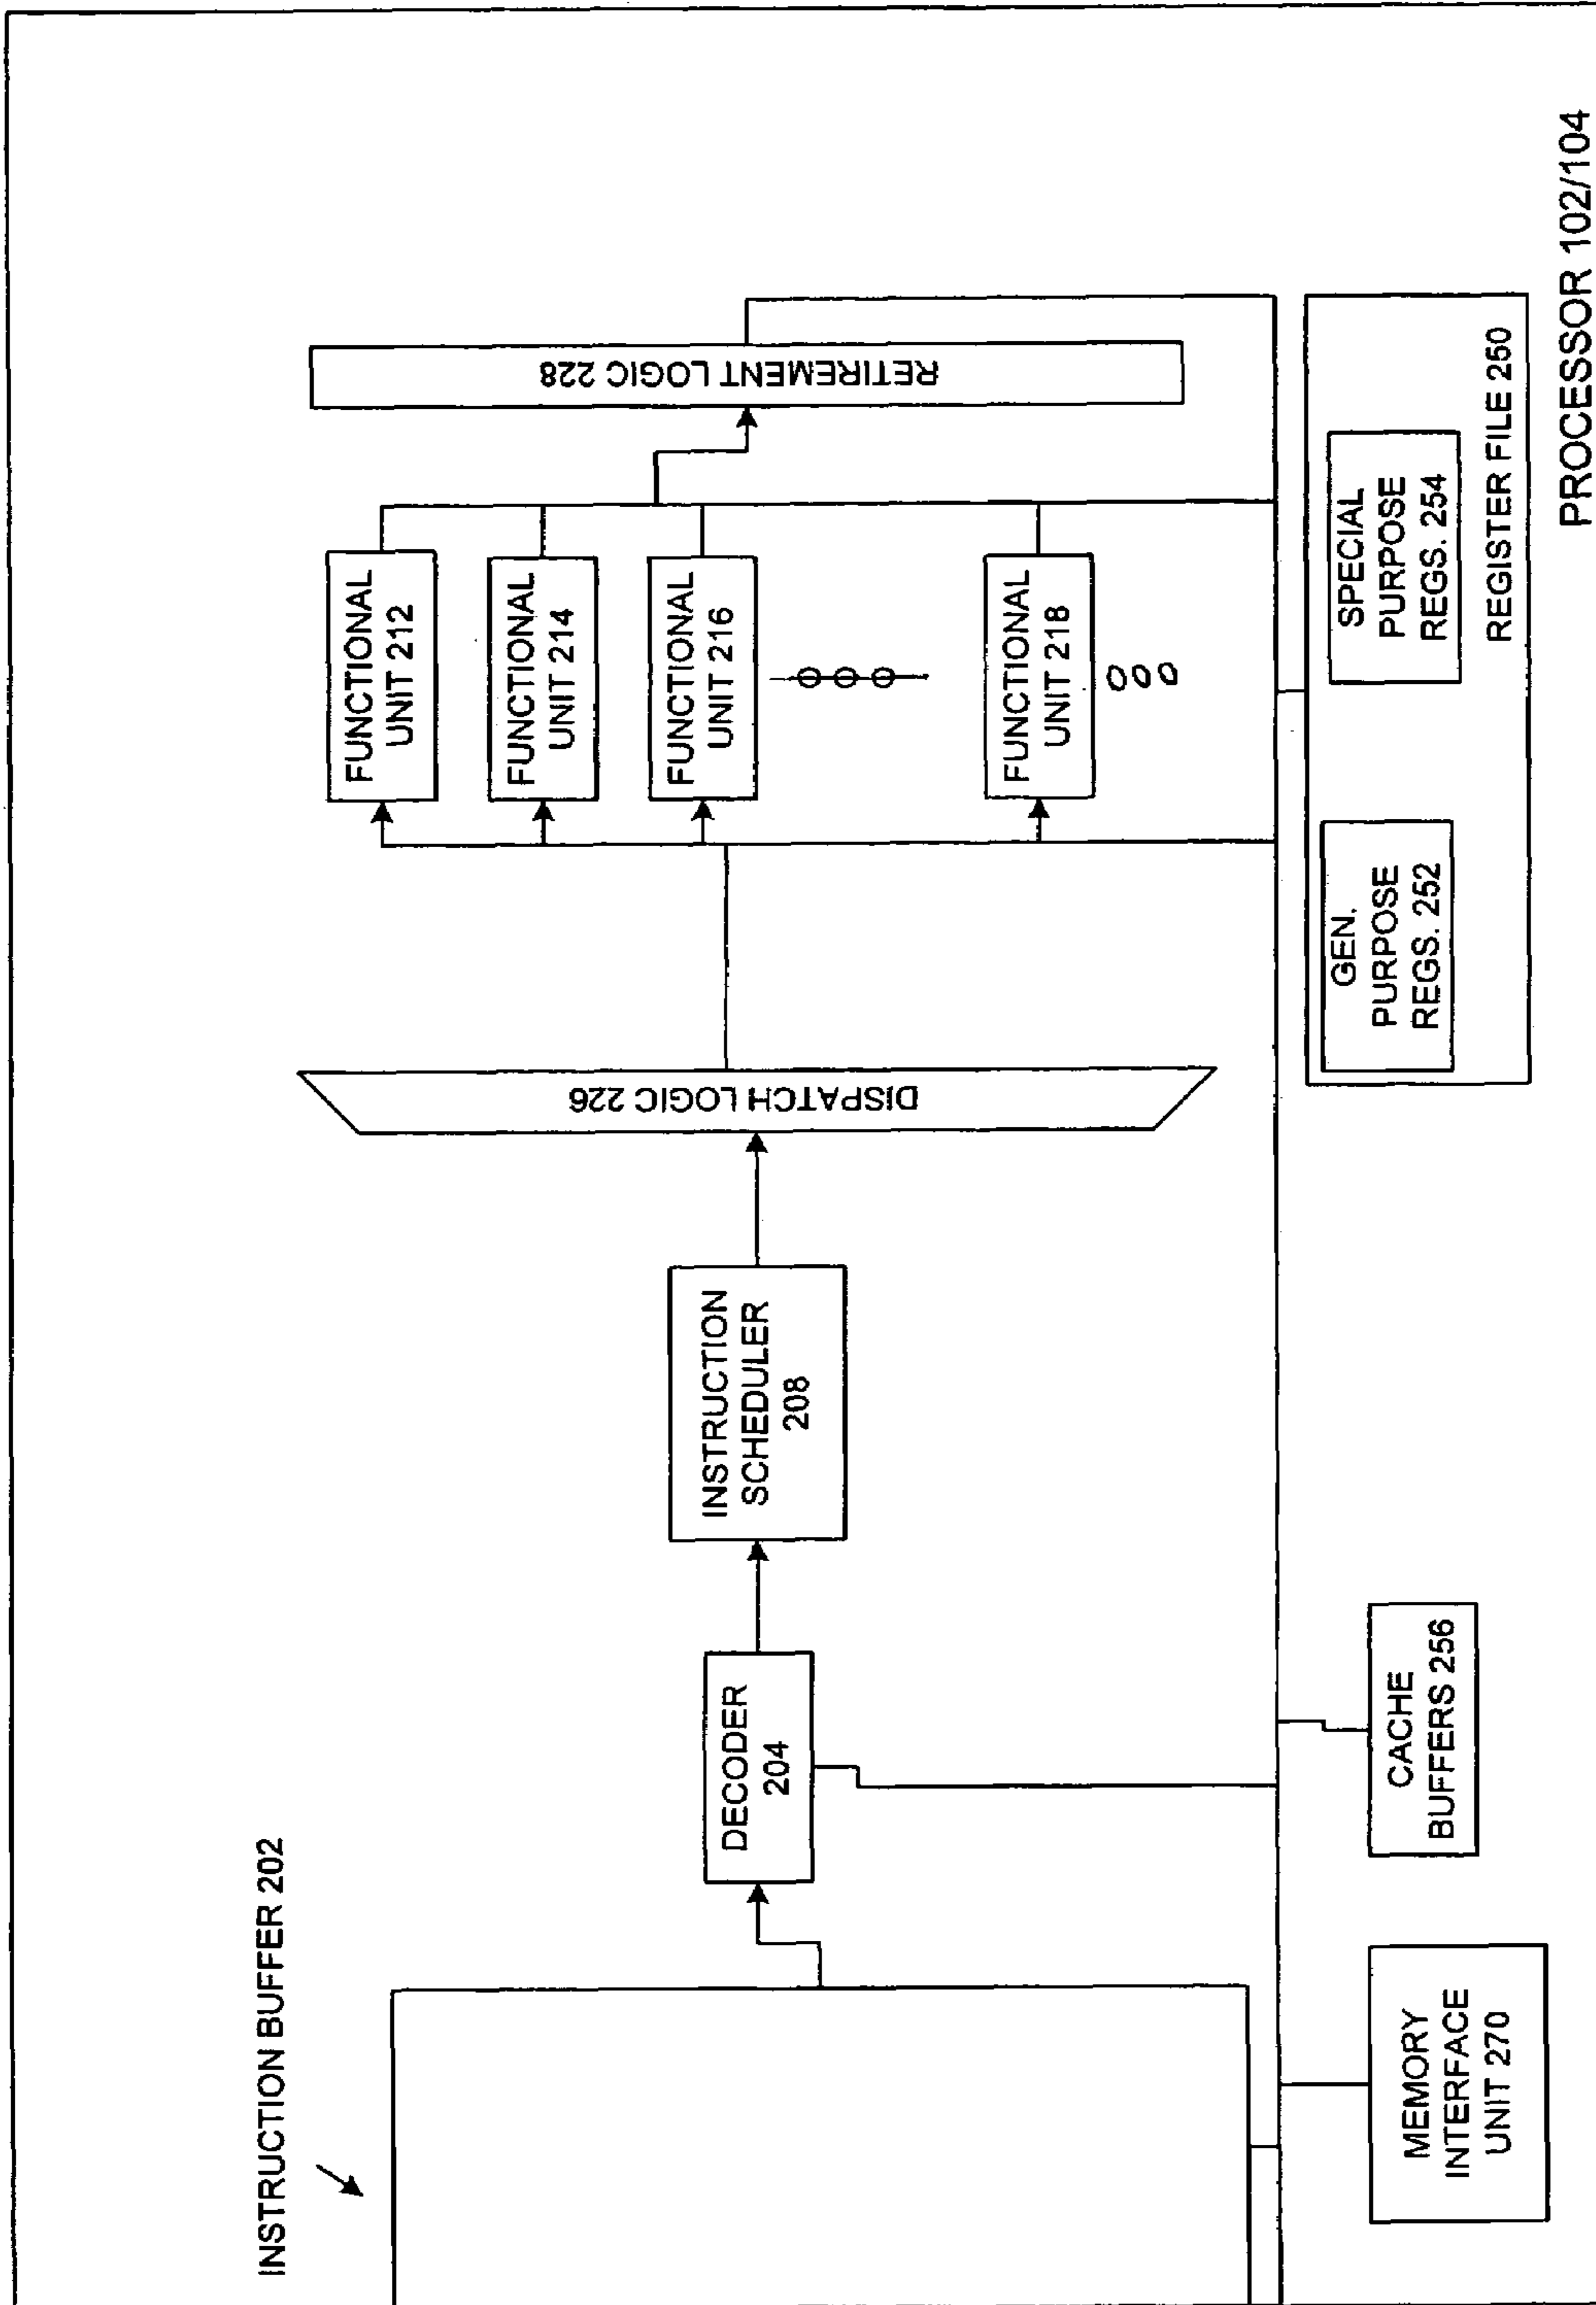 INSTRUCTION BUFFER 202
DECODER
204
INSTRUCTION
SCHEDULER
208
DISPATCH LOGIC 226
FUNCTIONAL
UNIT 212
FUNCTIONAL
UNIT 214
FUNCTIONAL
UNIT 216
FUNCTIONAL
UNIT 218
RETIREMENT LOGIC 228
MEMORY
INTERFACE
UNIT 270
CACHE
BUFFERS 256
GEN.
PURPOSE
REGS. 252
SPECIAL
PURPOSE
REGS. 254
REGISTER FILE 250
PROCESSOR 102/104